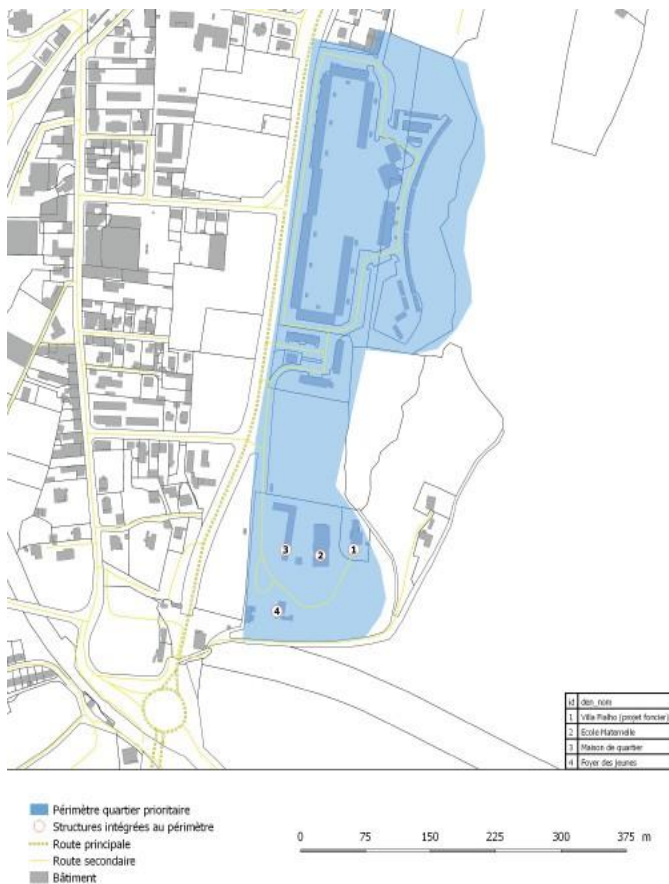 3
2
1
4
id den_nom
1 Villa Fialho (projet foncier)
2 Ecole Maternelle
3 Maison de quartier
4 Foyer des jeunes
Périmètre quartier prioritaire
Structures intégrées au périmètre
Route principale
Route secondaire
Bâtiment
0 75 150 225 300 375 m